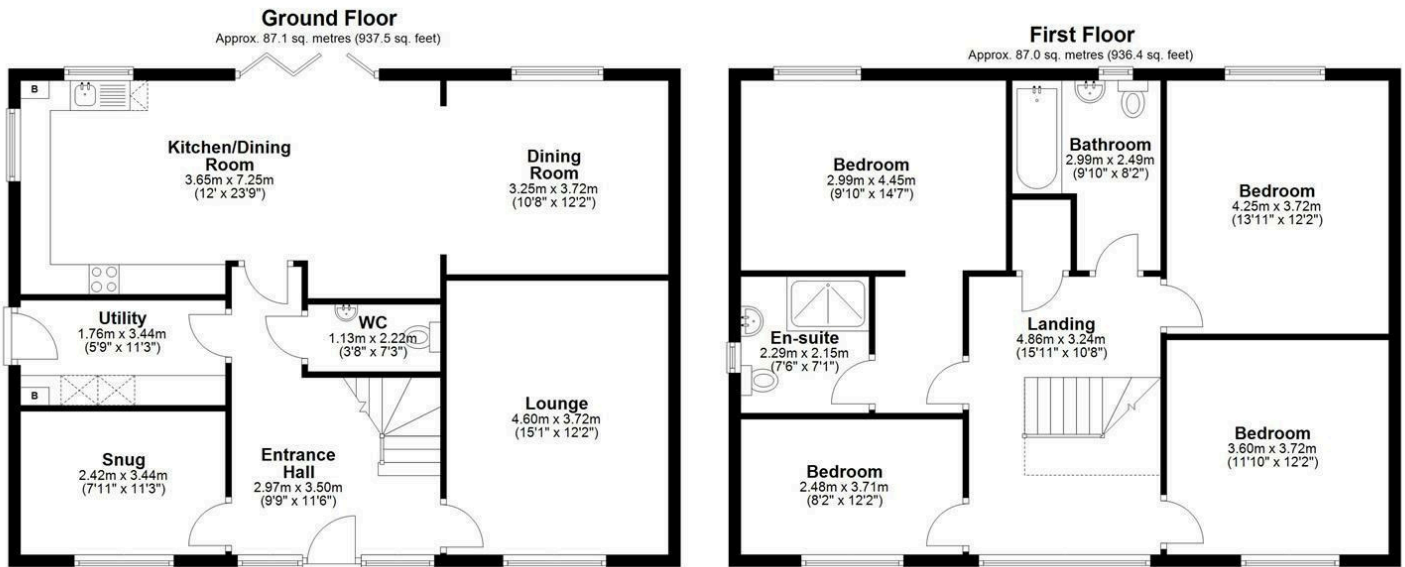 Ground Floor
Approx. 87.1 sq. metres (937.5 sq. feet)
B
Kitchen/Dining
Room
3.65m x 7.25m
(12' x 23'9")
Dining
Room
3.25m x 3.72m
(10'8" x 12'2")
Utility
1.76m x 3.44m
(5'9" x 11'3")
B
WC
1.13m x 2.22m
(3'8" x 7'3")
Lounge
4.60m x 3.72m
(15'1" x 12'2")
Snug
2.42m x 3.44m
(7'11" x 11'3")
Entrance
Hall
2.97m x 3.50m
(9'9" x 11'6")
First Floor
Approx. 87.0 sq. metres (936.4 sq. feet)
Bedroom
2.99m x 4.45m
(9'10" x 14'7")
Bathroom
2.99m x 2.49m
(9'10" x 8'2")
Bedroom
4.25m x 3.72m
(13'11" x 12'2")
En-suite
2.29m x 2.15m
(7'6" x 7'1")
Landing
4.86m x 3.24m
(15'11" x 10'8")
Bedroom
2.48m x 3.71m
(8'2" x 12'2")
Bedroom
3.60m x 3.72m
(11'10" x 12'2")